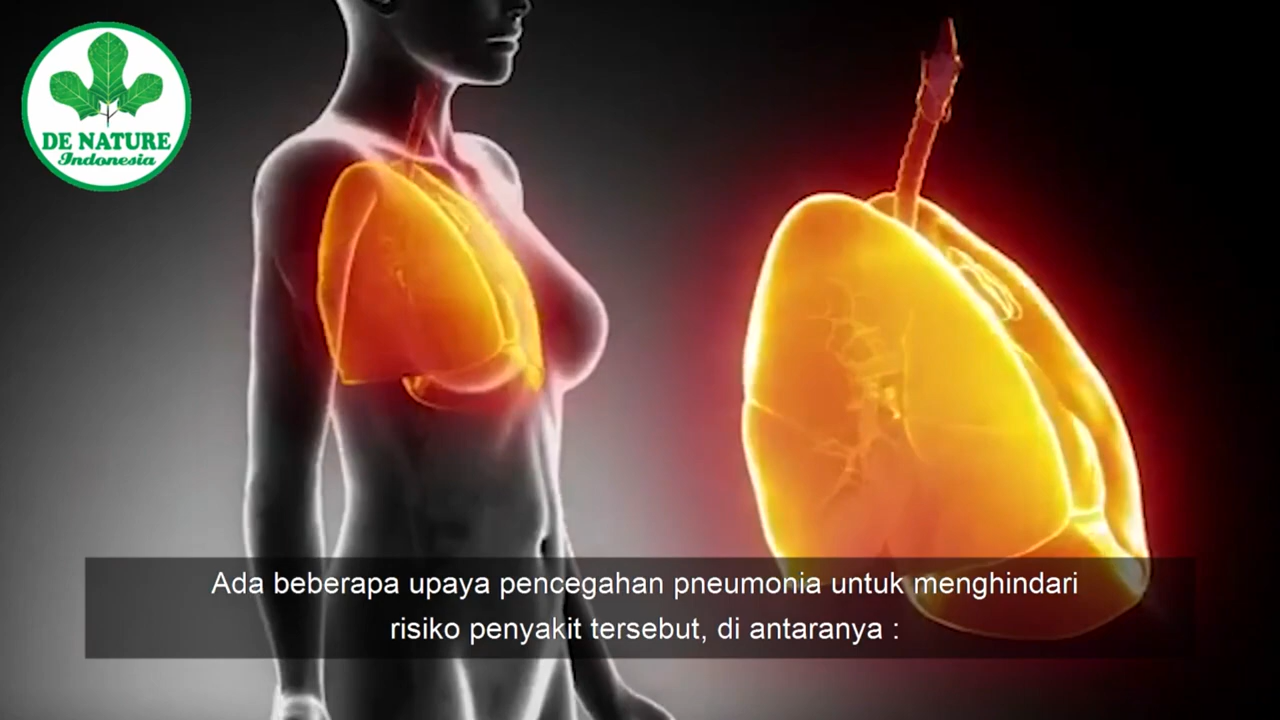 DE NATURE
Indonesia
Ada beberapa upaya pencegahan pneumonia untuk menghindari
risiko penyakit tersebut, di antaranya :